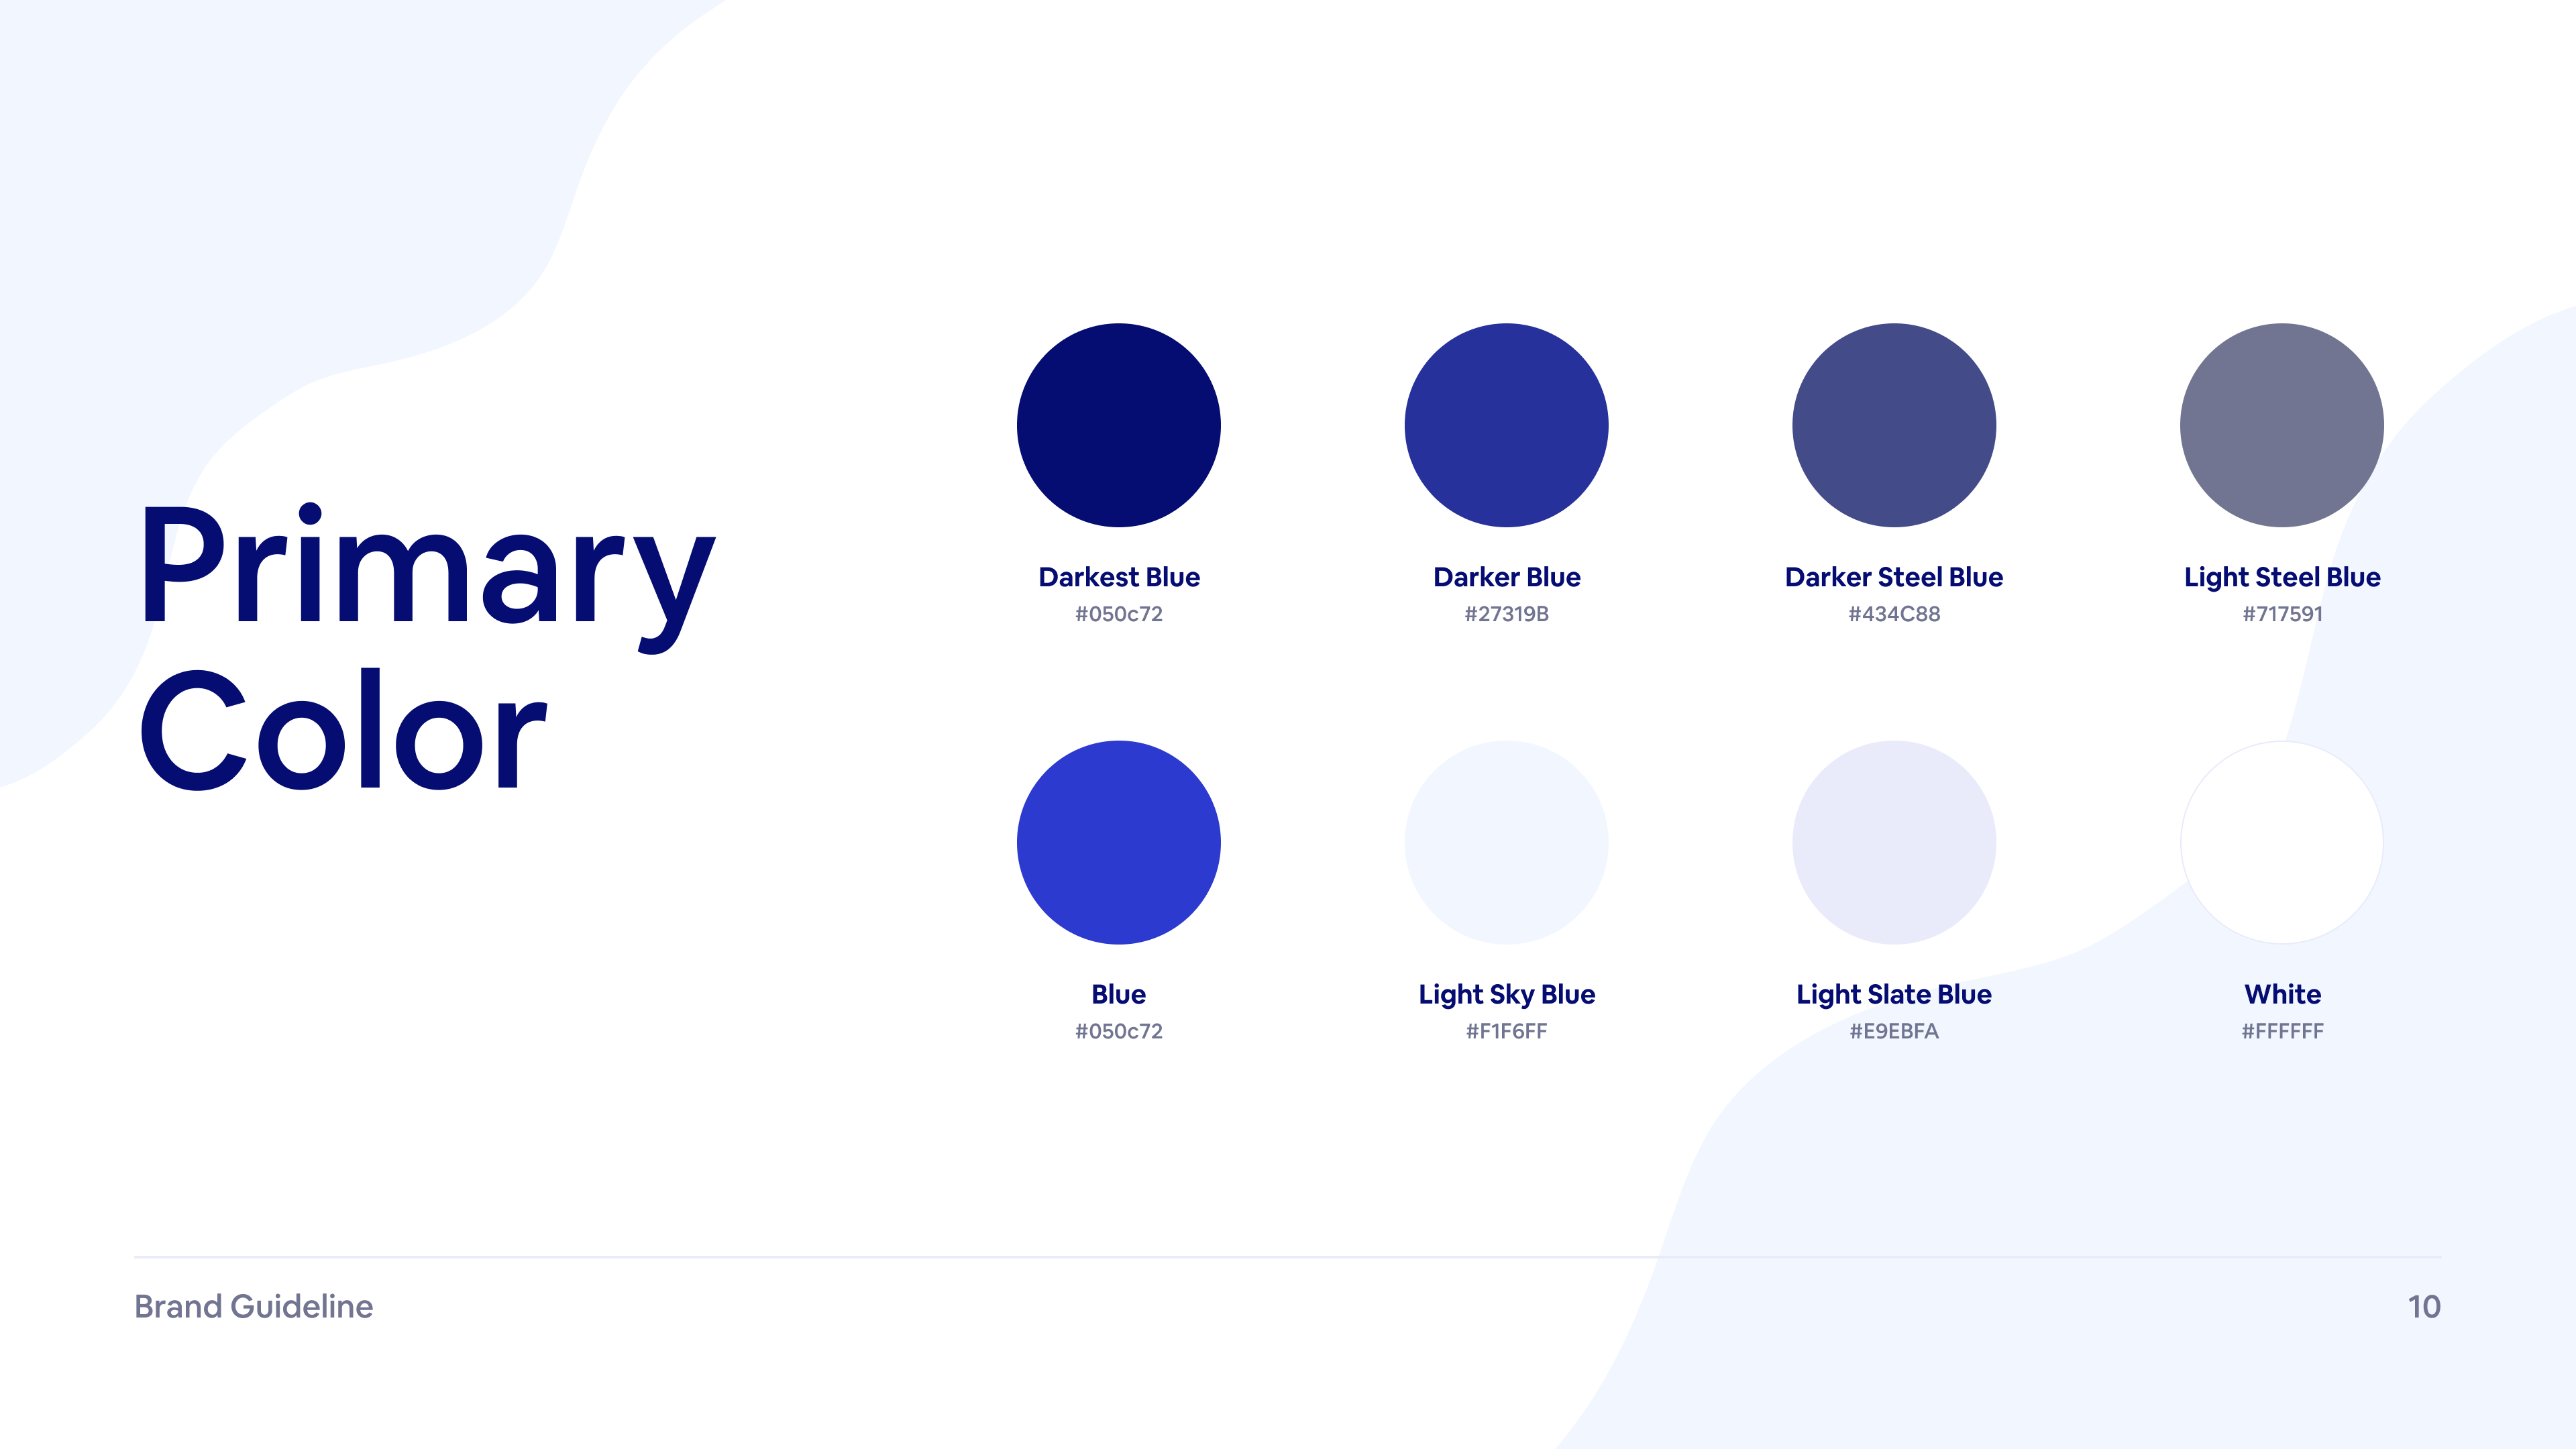 Primary
Color
Darkest Blue
#050c72
Darker Blue
#27319B
Darker Steel Blue
#434C88
Light Steel Blue
#717591
Blue
#050c72
Light Sky Blue
#F1F6FF
Light Slate Blue
#E9EBFA
White
#FFFFFF
Brand Guideline
10